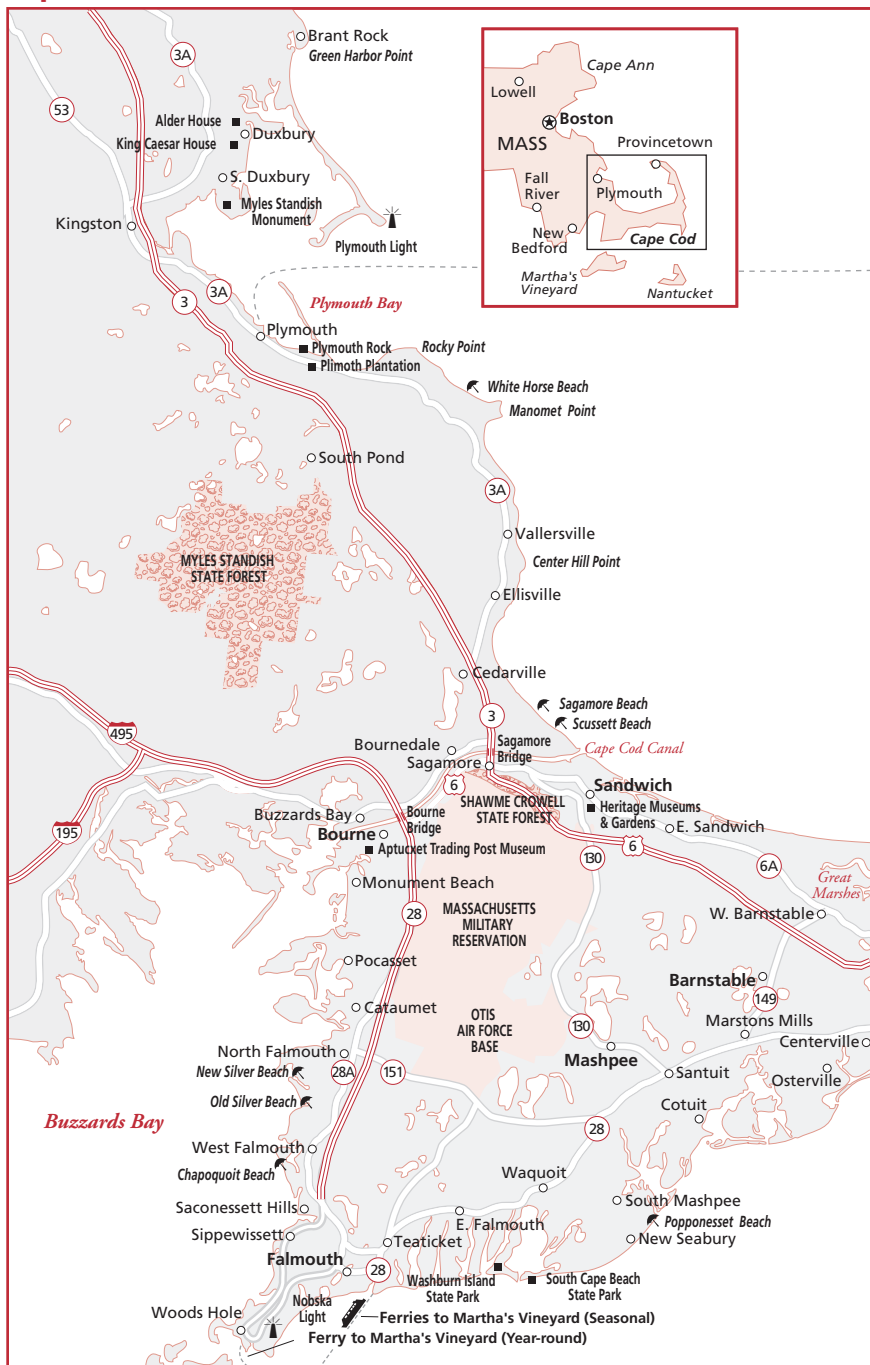 Brant Rock
Green Harbor Point
3A
53
Alder House
Duxbury
King Caesar House
S. Duxbury
Myles Standish
Monument
Kingston
Plymouth Light
Cape Ann
Lowell
Boston
MASS
Provincetown
Fall
River
Plymouth
New
Bedford
Cape Cod
Martha's
Vineyard
Nantucket
3A
3
Plymouth Bay
Plymouth
Plymouth Rock
Rocky Point
Plimoth Plantation
White Horse Beach
Manomet Point
South Pond
3A
Vallersville
MYLES STANDISH
STATE FOREST
Center Hill Point
Ellisville
Cedarville
Sagamore Beach
3
Scussett Beach
495
Bournedale
Sagamore
Bridge
Cape Cod Canal
Sagamore
6
Sandwich
SHAWME CROWELL
STATE FOREST
Heritage Museums
& Gardens
Buzzards Bay
Bourne
Bridge
195
Bourne
E. Sandwich
Aptucxet Trading Post Museum
130
6
6A
Great
Marshes
Monument Beach
28
MASSACHUSETTS
MILITARY
RESERVATION
W. Barnstable
Pocasset
Barnstable
149
Cataumet
OTIS
AIR FORCE
BASE
130
Marstons Mills
Mashpee
Centerville
North Falmouth
New Silver Beach
28A
151
Santuit
Osterville
Old Silver Beach
Cotuit
Buzzards Bay
28
West Falmouth
Chapoquoit Beach
Waquoit
Saconessett Hills
South Mashpee
E. Falmouth
Popponesset Beach
Sippewissett
Teaticket
New Seabury
Falmouth
28
Washburn Island
State Park
South Cape Beach
State Park
Woods Hole
Nobska
Light
Ferries to Martha's Vineyard (Seasonal)
Ferry to Martha's Vineyard (Year-round)